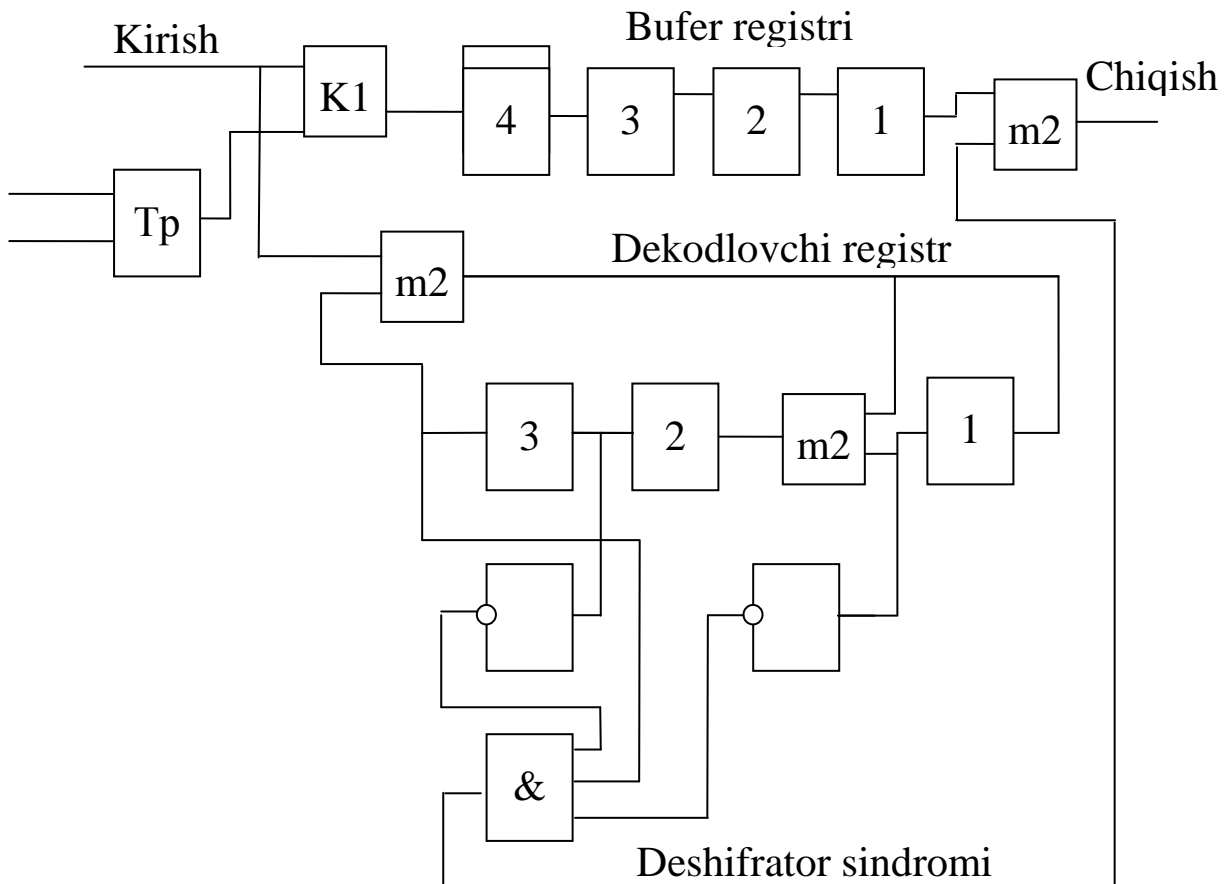 Kirish
Bufer registri
Chiqish
K1
4
3
2
1
m2
Tp
Dekodlovchi registr
m2
3
2
m2
1
&
Deshifrator sindromi